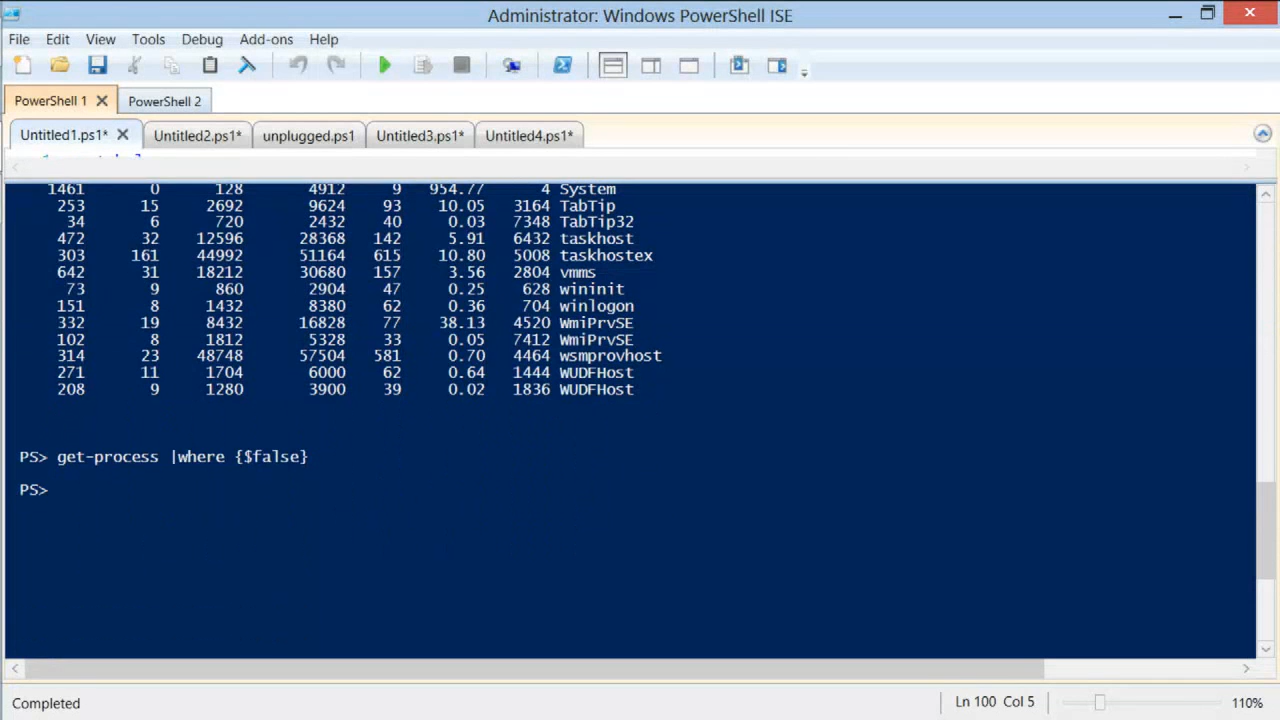 Administrator: Windows PowerShell ISE
File Edit View Tools Debug Add-ons Help
PowerShell 1 PowerShell 2
Untitled1.ps1* Untitled2.ps1* unplugged.ps1 Untitled3.ps1* Untitled4.ps1*
1461 0 128 4912 9 954.77 4 System
253 15 2692 9624 93 10.05 3164 TabTip
34 6 720 2432 40 0.03 7348 TabTip32
472 32 12596 28368 142 5.91 6432 taskhost
303 161 44992 51164 615 10.80 5008 taskhostex
642 31 18212 30680 157 3.56 2804 vmms
73 9 860 2904 47 0.25 628 wininit
151 8 1432 8380 62 0.36 704 winlogon
332 19 8432 16828 77 38.13 4520 WmiPrvSE
102 8 1812 5328 33 0.05 7412 WmiPrvSE
314 23 48748 57504 581 0.70 4464 wsmprovhost
271 11 1704 6000 62 0.64 1444 WUDFHost
208 9 1280 3900 39 0.02 1836 WUDFHost
PS> get-process |where {$false}
PS>
Completed Ln 100 Col 5 110%